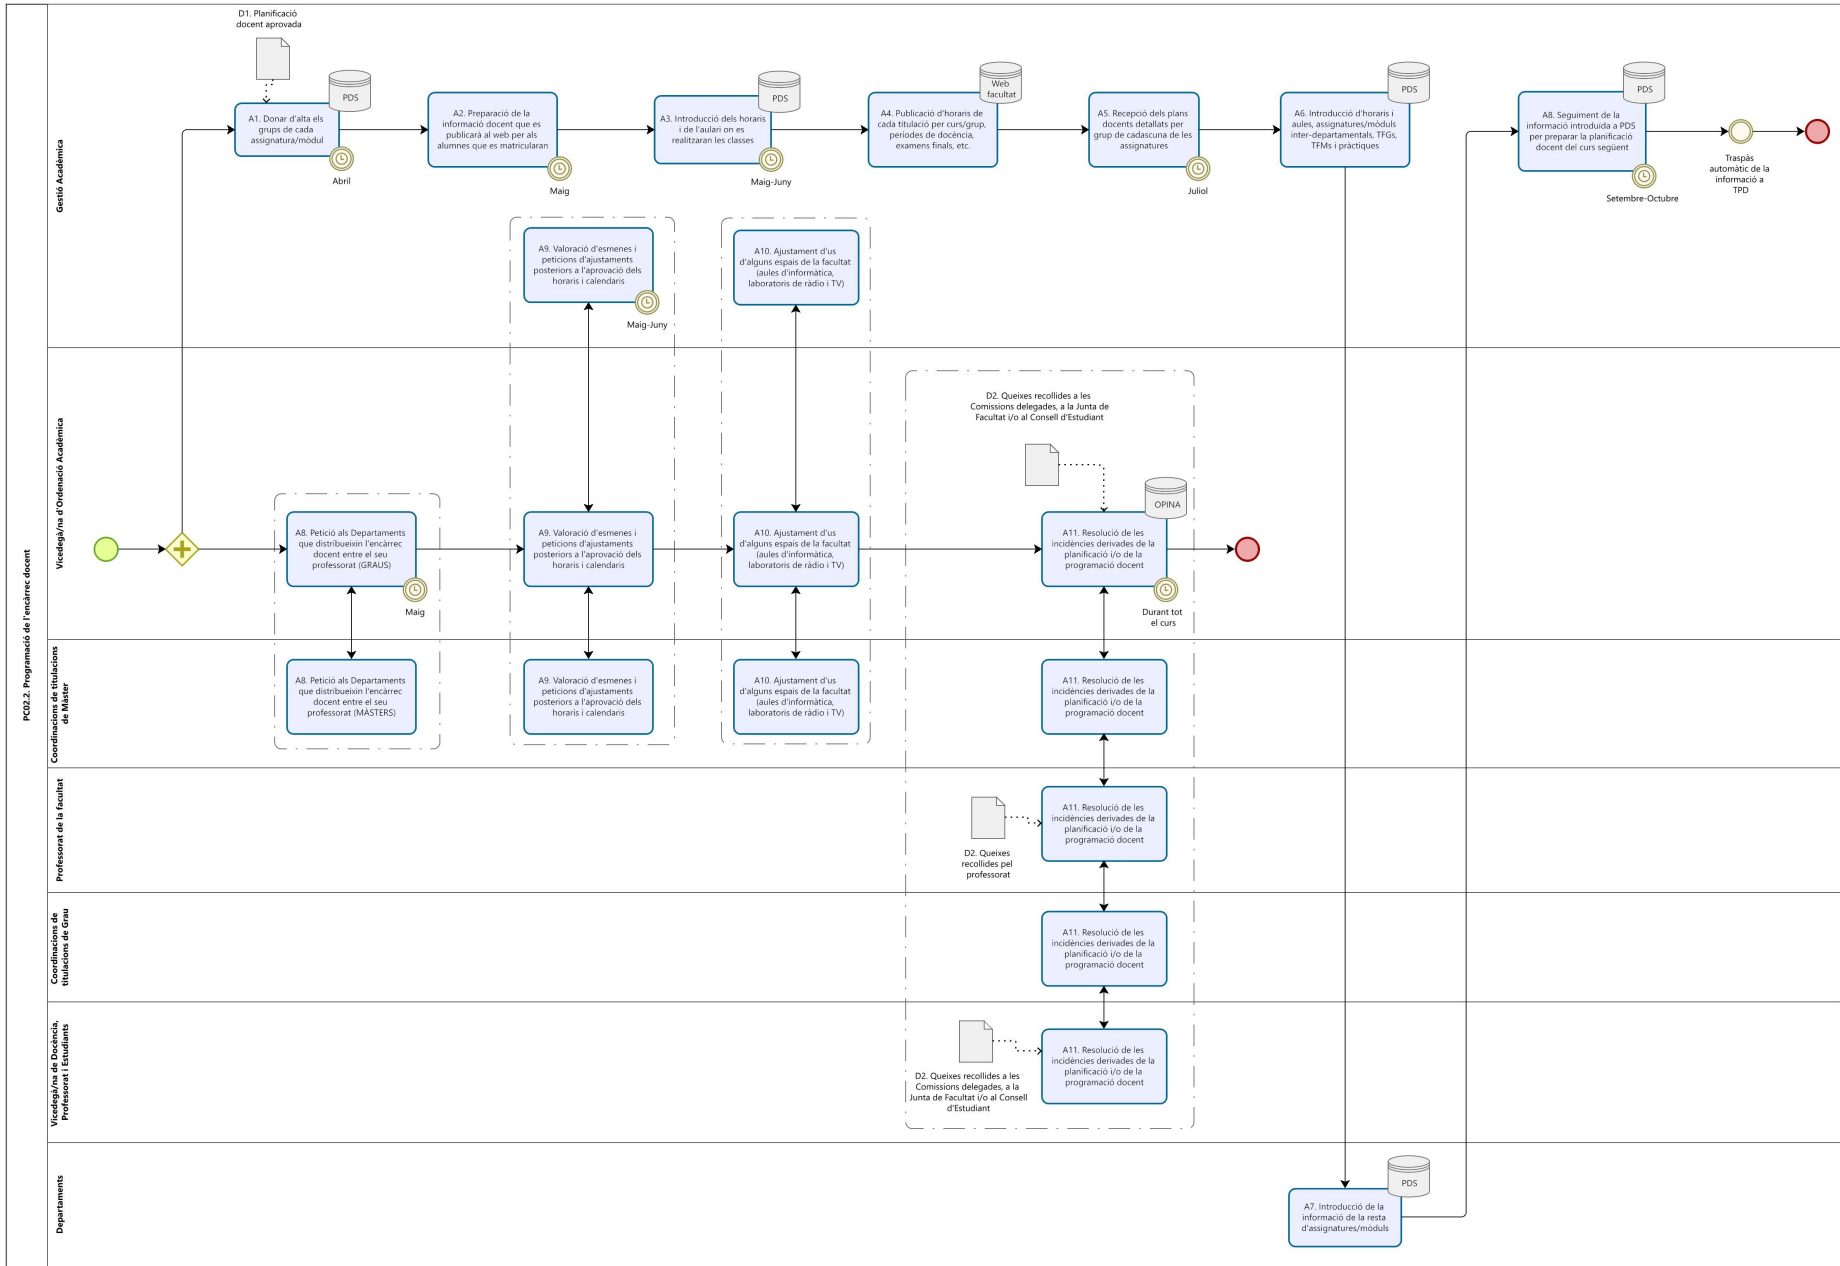 PC02.2. Programació de l'encàrrec docent
Gestió Acadèmica
D1. Planificació
docent aprovada
PDS
A1. Donar d'alta els
grups de cada
assignatura/mòdul
Abril
A2. Preparació de la
informació docent que es
publicarà al web per als
alumnes que es matricularan
Maig
PDS
A3. Introducció dels horaris
i de l'aulari on es
realitzaran les classes
Maig-Juny
Web
facultat
A4. Publicació d'horaris de
cada titulació per curs/grup,
períodes de docència,
examens finals, etc.
A5. Recepció dels plans
docents detallats per
grup de cadascuna de les
assignatures
Juliol
PDS
A6. Introducció d'horaris i
aules, assignatures/mòduls
inter-departamentals, TFGs,
TFMs i pràctiques
PDS
A8. Seguiment de la
informació introduïda a PDS
per preparar la planificació
docent del curs següent
Setembre-Octubre
Traspàs
automàtic de la
informació a
TPD
A9. Valoració d'esmenes i
peticions d'ajustaments
posteriors a l'aprovació dels
horaris i calendaris
Maig-Juny
A10. Ajustament d'us
d'alguns espais de la facultat
(aules d'informàtica,
laboratoris de ràdio i TV)
Vicedegà/na d'Ordenació Acadèmica
A8. Petició als Departaments
que distribueixin l'encàrrec
docent entre el seu
professorat (GRAUS)
Maig
A9. Valoració d'esmenes i
peticions d'ajustaments
posteriors a l'aprovació dels
horaris i calendaris
A10. Ajustament d'us
d'alguns espais de la facultat
(aules d'informàtica,
laboratoris de ràdio i TV)
D2. Queixes recollides a les
Comissions delegades, a la Junta de
Facultat i/o al Consell d'Estudiant
OPINA
A11. Resolució de les
incidències derivades de la
planificació i/o de la
programació docent
Durant tot
el curs
Coordinacions de titulacions
de Màster
A8. Petició als Departaments
que distribueixin l'encàrrec
docent entre el seu
professorat (MÀSTERS)
A9. Valoració d'esmenes i
peticions d'ajustaments
posteriors a l'aprovació dels
horaris i calendaris
A10. Ajustament d'us
d'alguns espais de la facultat
(aules d'informàtica,
laboratoris de ràdio i TV)
A11. Resolució de les
incidències derivades de la
planificació i/o de la
programació docent
Professorat de la facultat
D2. Queixes
recollides pel
professorat
A11. Resolució de les
incidències derivades de la
planificació i/o de la
programació docent
Coordinacions de
titulacions de Grau
A11. Resolució de les
incidències derivades de la
planificació i/o de la
programació docent
Vicedegà/na de Docència,
Professorat i Estudiants
D2. Queixes recollides a les
Comissions delegades, a la
Junta de Facultat i/o al Consell
d'Estudiant
A11. Resolució de les
incidències derivades de la
planificació i/o de la
programació docent
Departaments
PDS
A7. Introducció de la
informació de la resta
d'assignatures/mòduls